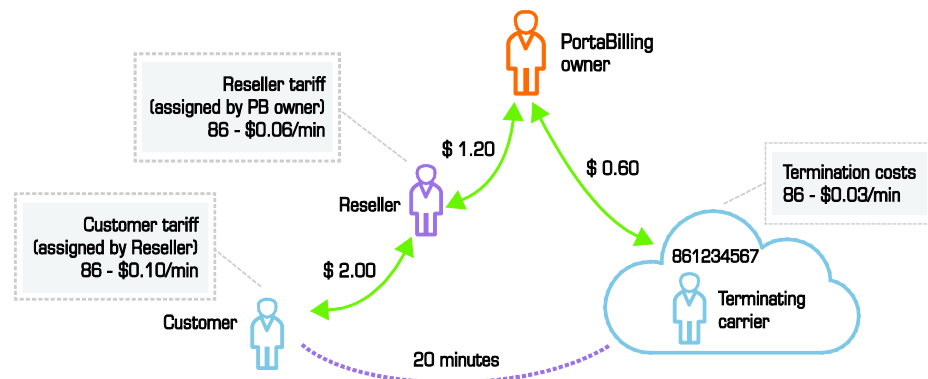 PortaBilling
owner
Reseller tariff
(assigned by PB owner)
86 - $0.06/min
$ 1.20
$ 0.60
Termination costs
86 - $0.03/min
Reseller
Customer tariff
(assigned by Reseller)
86 - $0.10/min
861234567
$ 2.00
Terminating
carrier
Customer
20 minutes